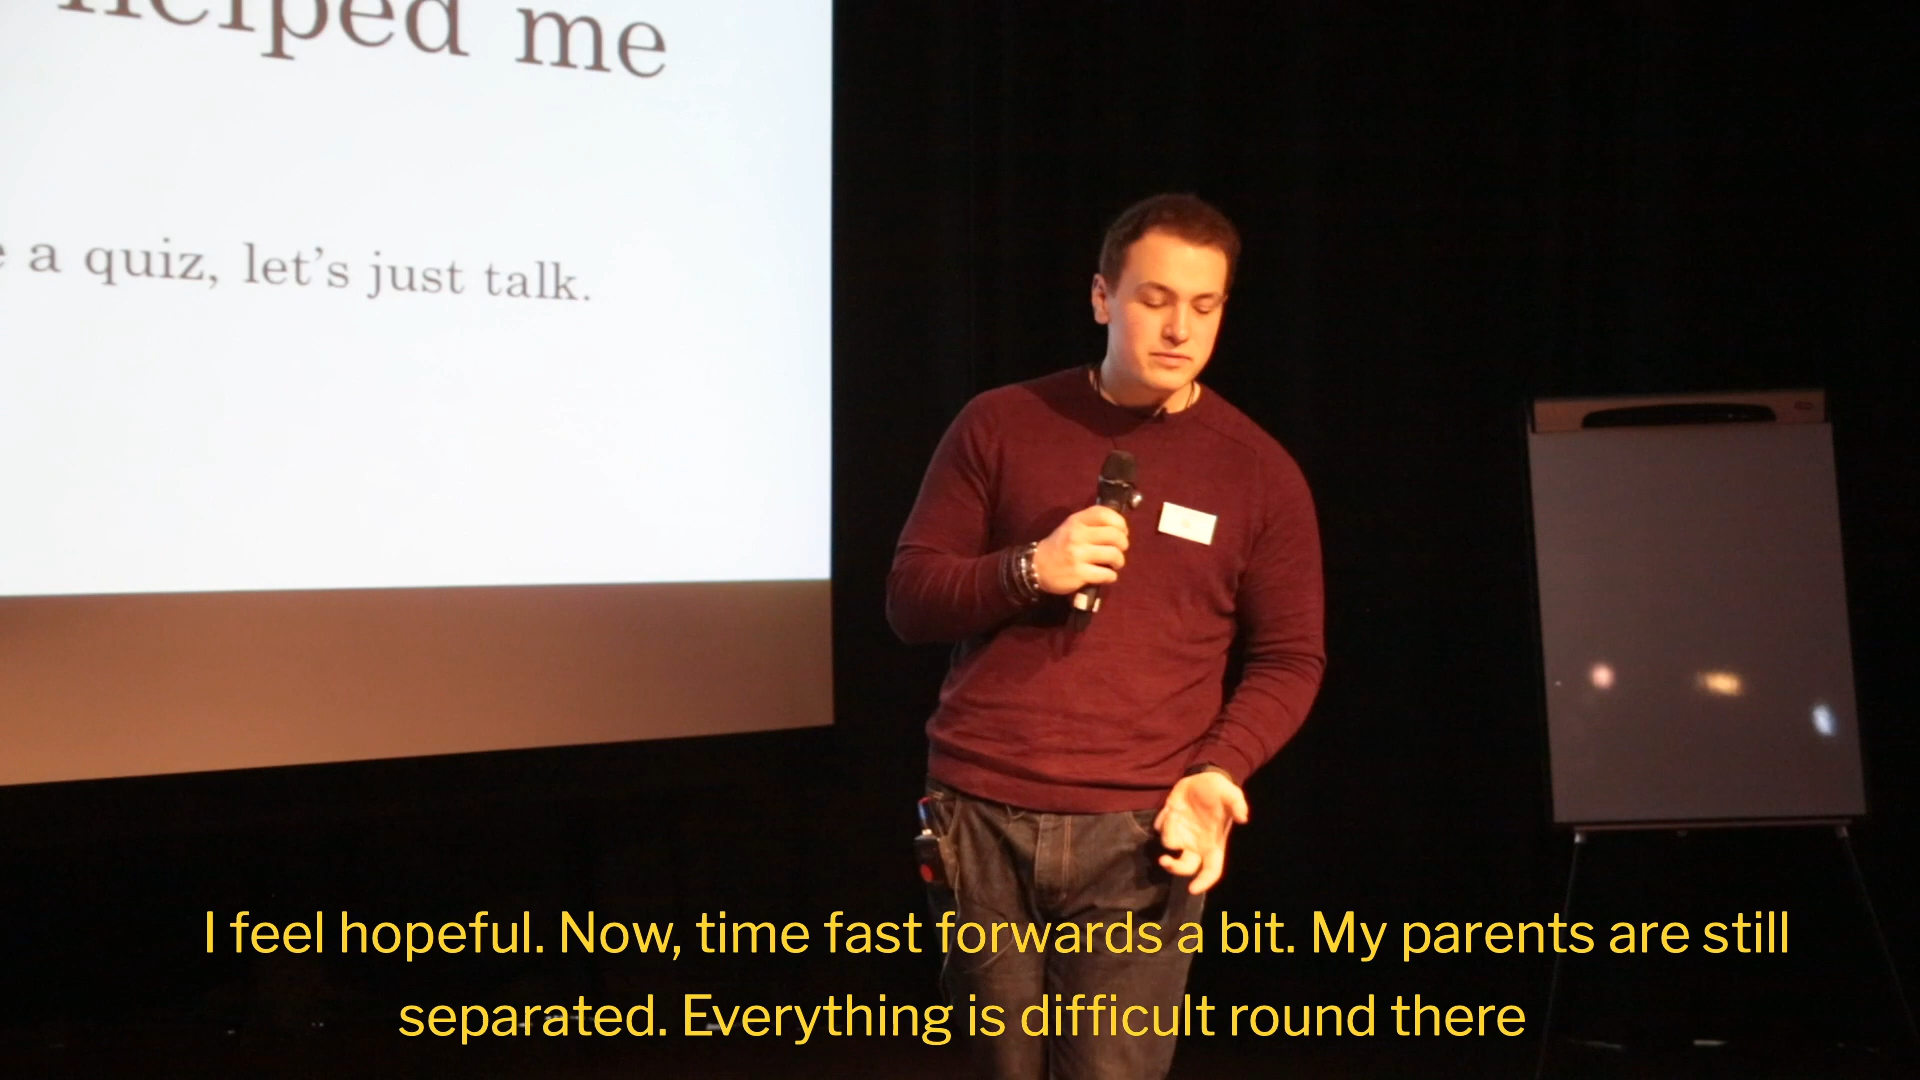 helped me
a quiz, let's just talk.
I feel hopeful. Now, time fast forwards a bit. My parents are still
separated. Everything is difficult round there